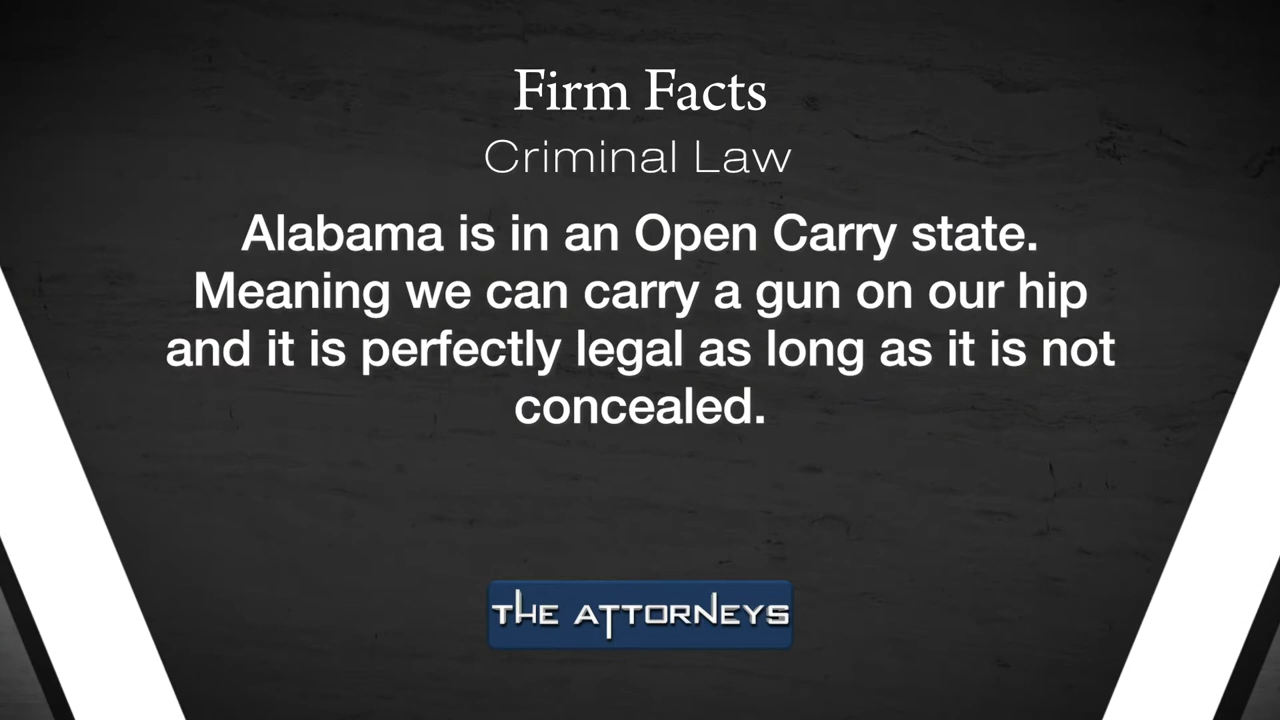 Firm Facts
Criminal Law
Alabama is in an Open Carry state.
Meaning we can carry a gun on our hip
and it is perfectly legal as long as it is not
concealed.
THE ATTORNEYS